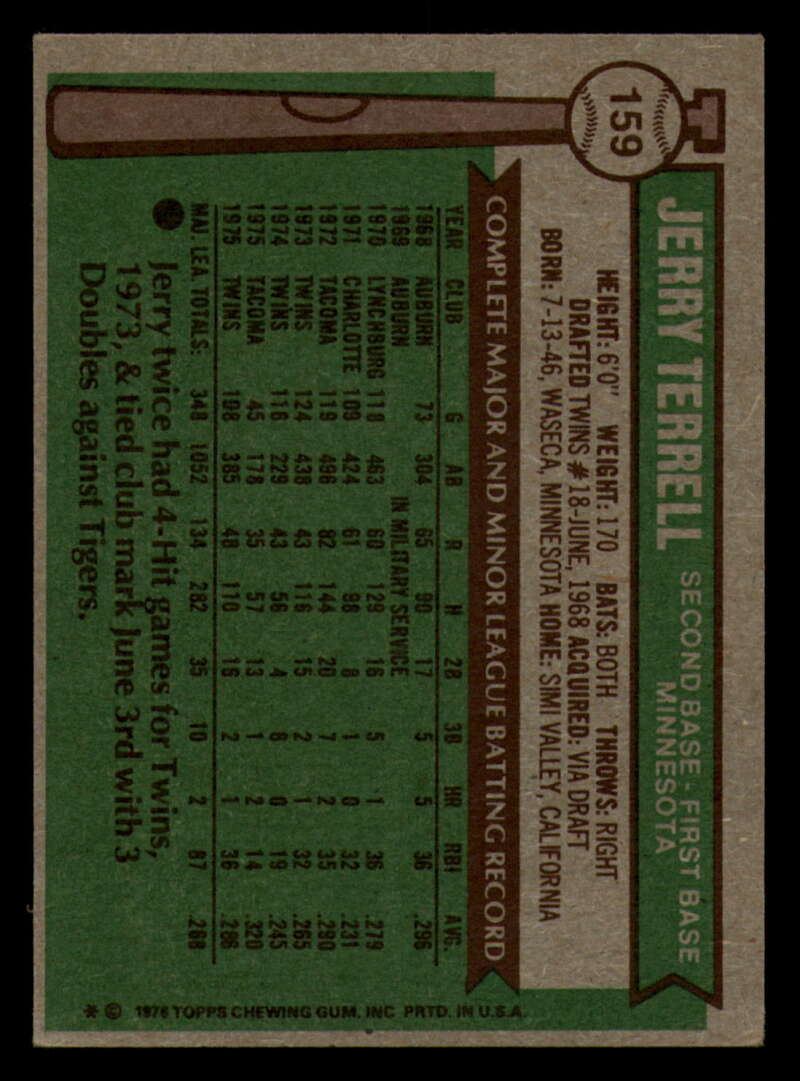 159
JERRY TERRELL
SECOND BASE - FIRST BASE
MINNESOTA
HEIGHT: 6'0" WEIGHT: 170 BATS: BOTH THROWS: RIGHT
DRAFTED TWINS #18-JUNE, 1968 ACQUIRED: VIA DRAFT
BORN: 7-13-46, WASECA, MINNESOTA HOME: SIMI VALLEY, CALIFORNIA
COMPLETE MAJOR AND MINOR LEAGUE BATTING RECORD
YEAR CLUB G AB R H 2B 3B HR RBI AVG.
1968 AUBURN 73 304 65 90 17 5 5 36 .296
1969 AUBURN IN MILITARY SERVICE
1970 LYNCHBURG 118 463 60 129 16 5 1 36 .279
1971 CHARLOTTE 109 424 61 98 8 1 0 32 .231
1972 TACOMA 119 496 82 144 20 7 2 35 .290
1973 TWINS 124 438 43 116 15 2 1 32 .265
1974 TWINS 116 229 43 56 4 6 0 19 .245
1975 TACOMA 45 178 35 57 13 1 2 14 .320
1975 TWINS 108 385 48 110 16 2 1 36 .286
MAJ. LEA. TOTALS: 348 1052 134 282 35 10 2 87 .268
Jerry twice had 4-Hit games for Twins,
1973, & tied club mark June 3rd with 3
Doubles against Tigers.
* © 1976 TOPPS CHEWING GUM, INC PRTD. IN U.S.A.